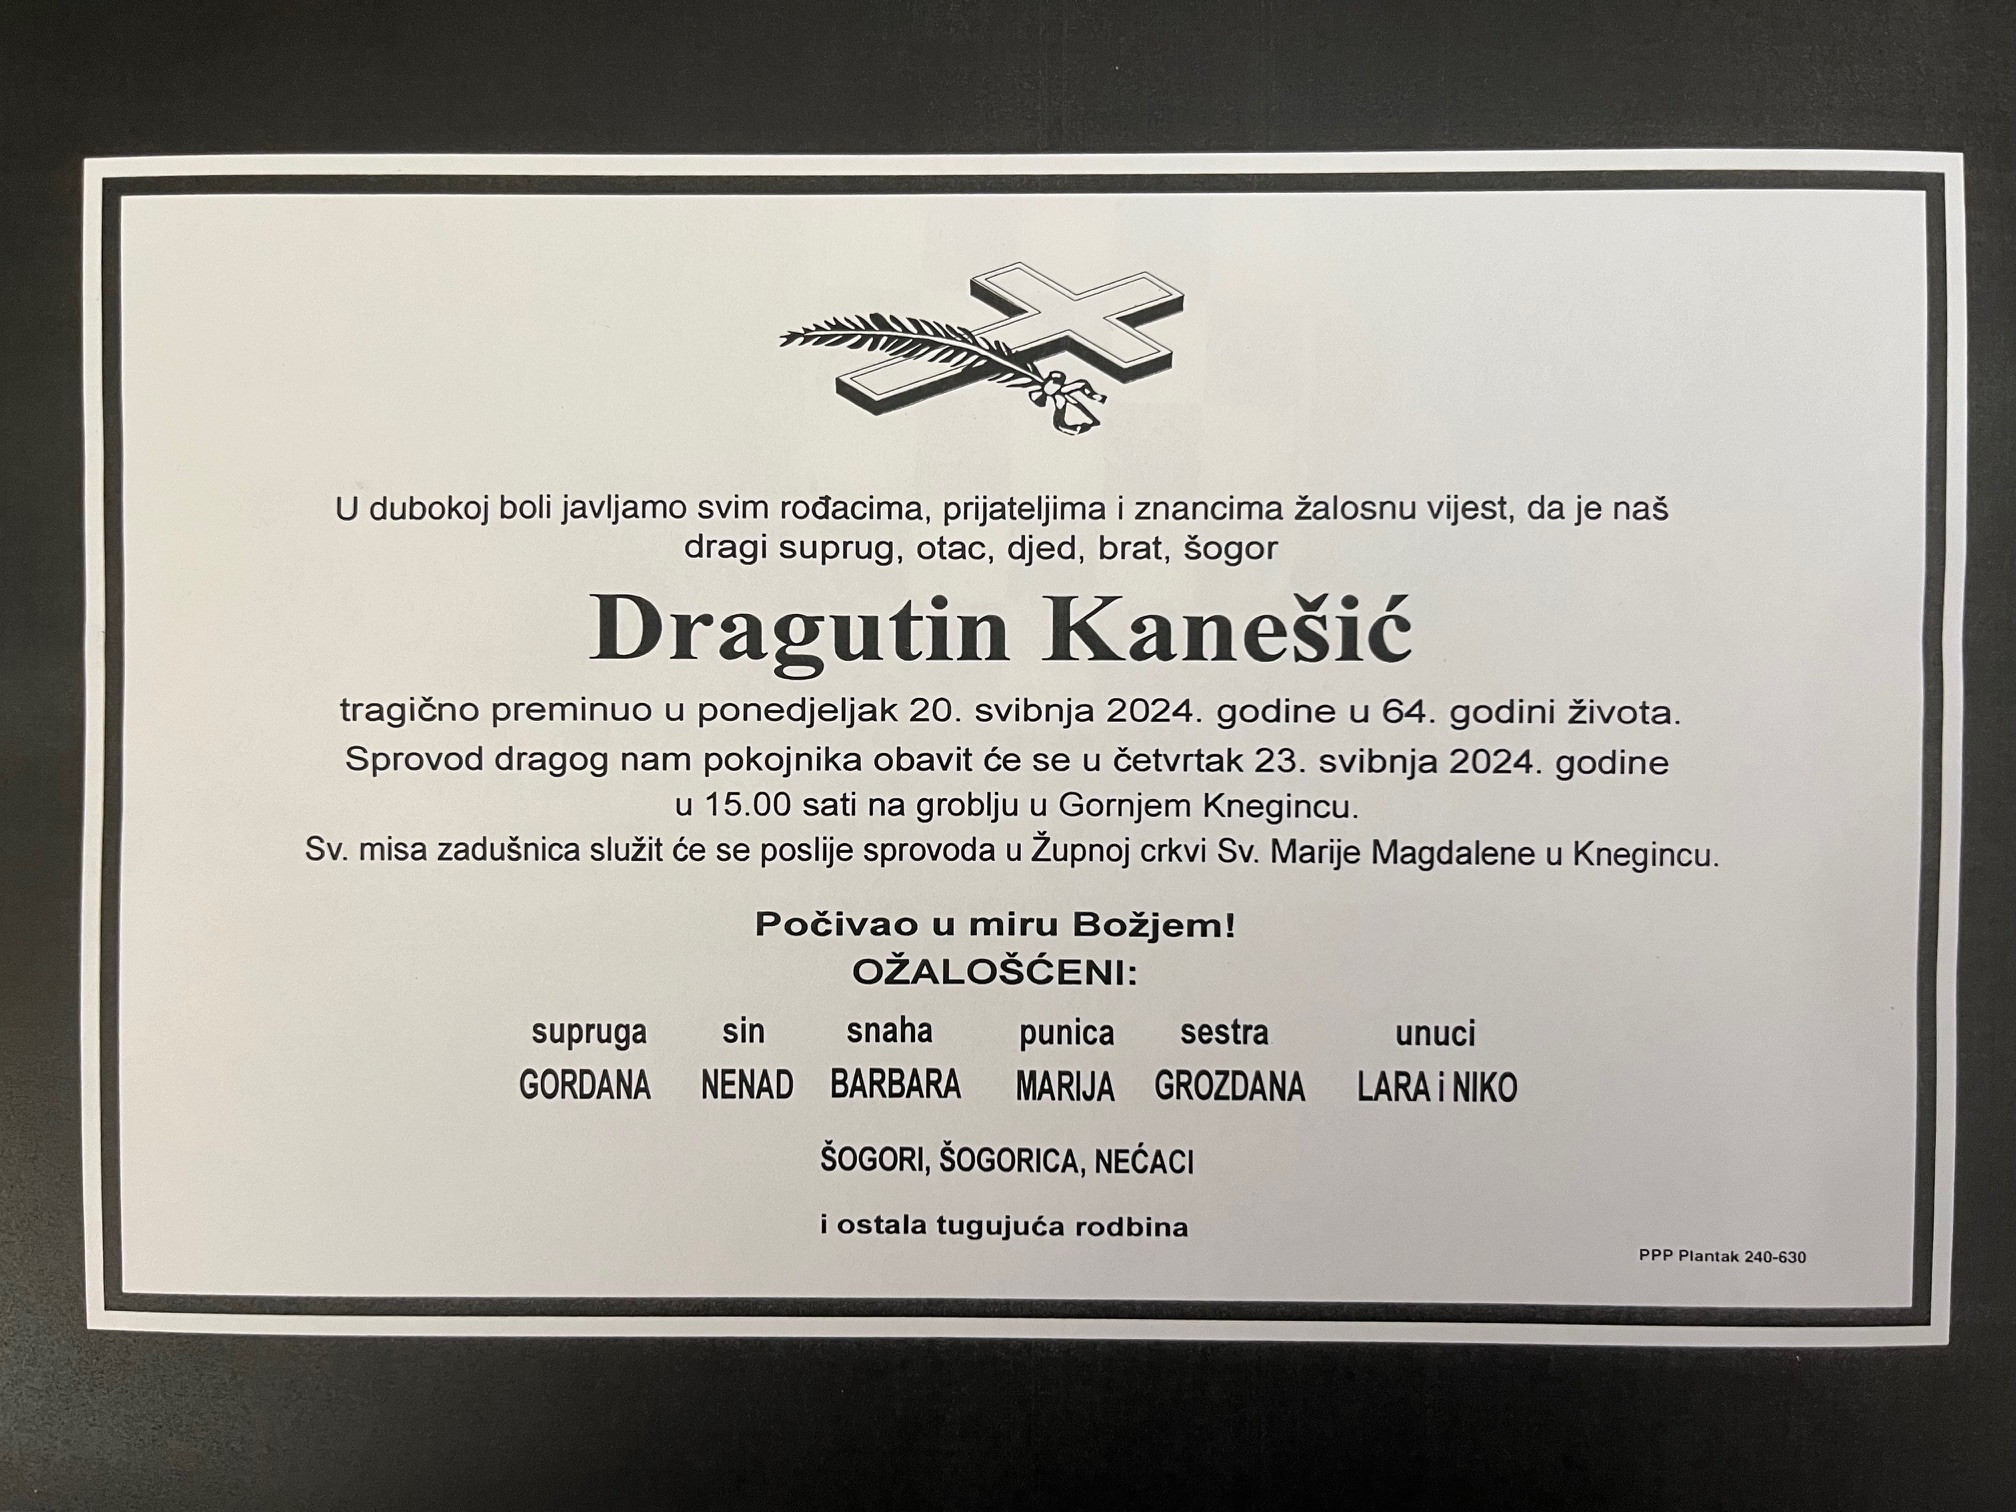 U dubokoj boli javljamo svim rođacima, prijateljima i znancima žalosnu vijest, da je naš
dragi suprug, otac, djed, brat, šogor
Dragutin Kanešić
tragično preminuo u ponedjeljak 20. svibnja 2024. godine u 64. godini života.
Sprovod dragog nam pokojnika obavit će se u četvrtak 23. svibnja 2024. godine
u 15.00 sati na groblju u Gornjem Knegincu.
Sv. misa zadušnica služit će se poslije sprovoda u Župnoj crkvi Sv. Marije Magdalene u Knegincu.
Počivao u miru Božjem!
OŽALOŠĆENI:
supruga sin snaha punica sestra unuci
GORDANA NENAD BARBARA MARIJA GROZDANA LARA i NIKO
ŠOGORI, ŠOGORICA, NEĆACI
i ostala tugujuća rodbina
PPP Plantak 240-630